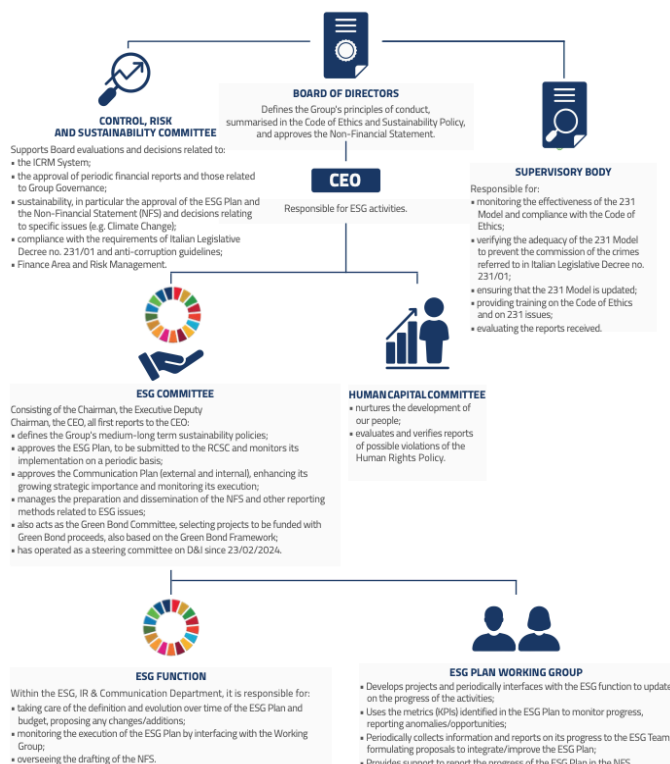 BOARD OF DIRECTORS
Defines the Group's principles of conduct,
summarised in the Code of Ethics and Sustainability Policy,
and approves the Non-Financial Statement.
CONTROL, RISK
AND SUSTAINABILITY COMMITTEE
Supports Board evaluations and decisions related to:
▪ the ICRM System;
▪ the approval of periodic financial reports and those related
to Group Governance;
▪ sustainability, in particular the approval of the ESG Plan and
the Non-Financial Statement (NFS) and decisions relating
to specific issues (e.g. Climate Change);
▪ compliance with the requirements of Italian Legislative
Decree no. 231/01 and anti-corruption guidelines;
▪ Finance Area and Risk Management.
CEO
Responsible for ESG activities.
SUPERVISORY BODY
Responsible for:
▪ monitoring the effectiveness of the 231
Model and compliance with the Code of
Ethics;
▪ verifying the adequacy of the 231 Model
to prevent the commission of the crimes
referred to in Italian Legislative Decree no.
231/01;
▪ ensuring that the 231 Model is updated;
▪ providing training on the Code of Ethics
and on 231 issues;
▪ evaluating the reports received.
ESG COMMITTEE
Consisting of the Chairman, the Executive Deputy
Chairman, the CEO, all first reports to the CEO:
▪ defines the Group's medium-long term sustainability policies;
▪ approves the ESG Plan, to be submitted to the RCSC and monitors its
implementation on a periodic basis;
▪ approves the Communication Plan (external and internal), enhancing its
growing strategic importance and monitoring its execution;
▪ manages the preparation and dissemination of the NFS and other reporting
methods related to ESG issues;
▪ also acts as the Green Bond Committee, selecting projects to be funded with
Green Bond proceeds, also based on the Green Bond Framework;
▪ has operated as a steering committee on D&I since 23/02/2024.
HUMAN CAPITAL COMMITTEE
▪ nurtures the development of
our people;
▪ evaluates and verifies reports
of possible violations of the
Human Rights Policy.
ESG FUNCTION
Within the ESG, IR & Communication Department, it is responsible for:
▪ taking care of the definition and evolution over time of the ESG Plan and
budget, proposing any changes/additions;
▪ monitoring the execution of the ESG Plan by interfacing with the Working
Group;
▪ overseeing the drafting of the NFS.
ESG PLAN WORKING GROUP
▪ Develops projects and periodically interfaces with the ESG function to update
on the progress of the activities;
▪ Uses the metrics (KPIs) identified in the ESG Plan to monitor progress,
reporting anomalies/opportunities;
▪ Periodically collects information and reports on its progress to the ESG Team,
formulating proposals to integrate/improve the ESG Plan;
▪ Provides support to report the progress of the ESG Plan in the NFS